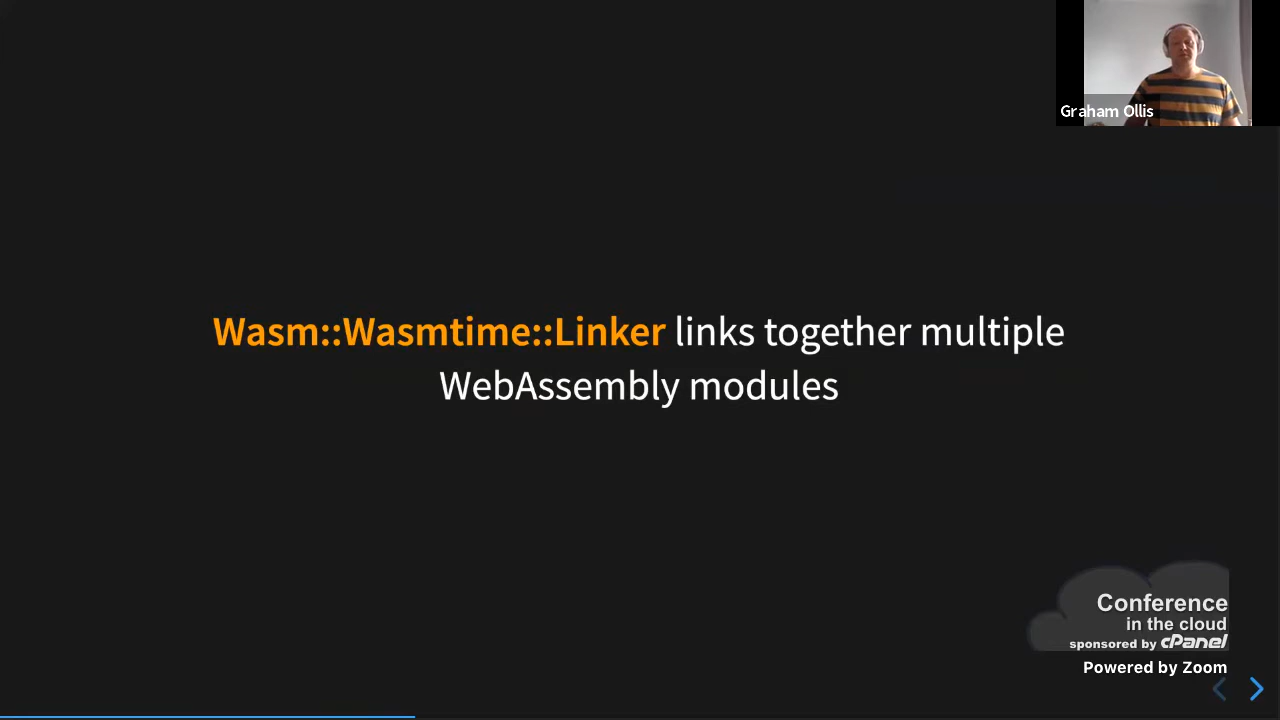 Graham Ollis
Wasm::Wasmtime::Linker links together multiple
WebAssembly modules
Conference
in the cloud
sponsored by cPanel
Powered by Zoom